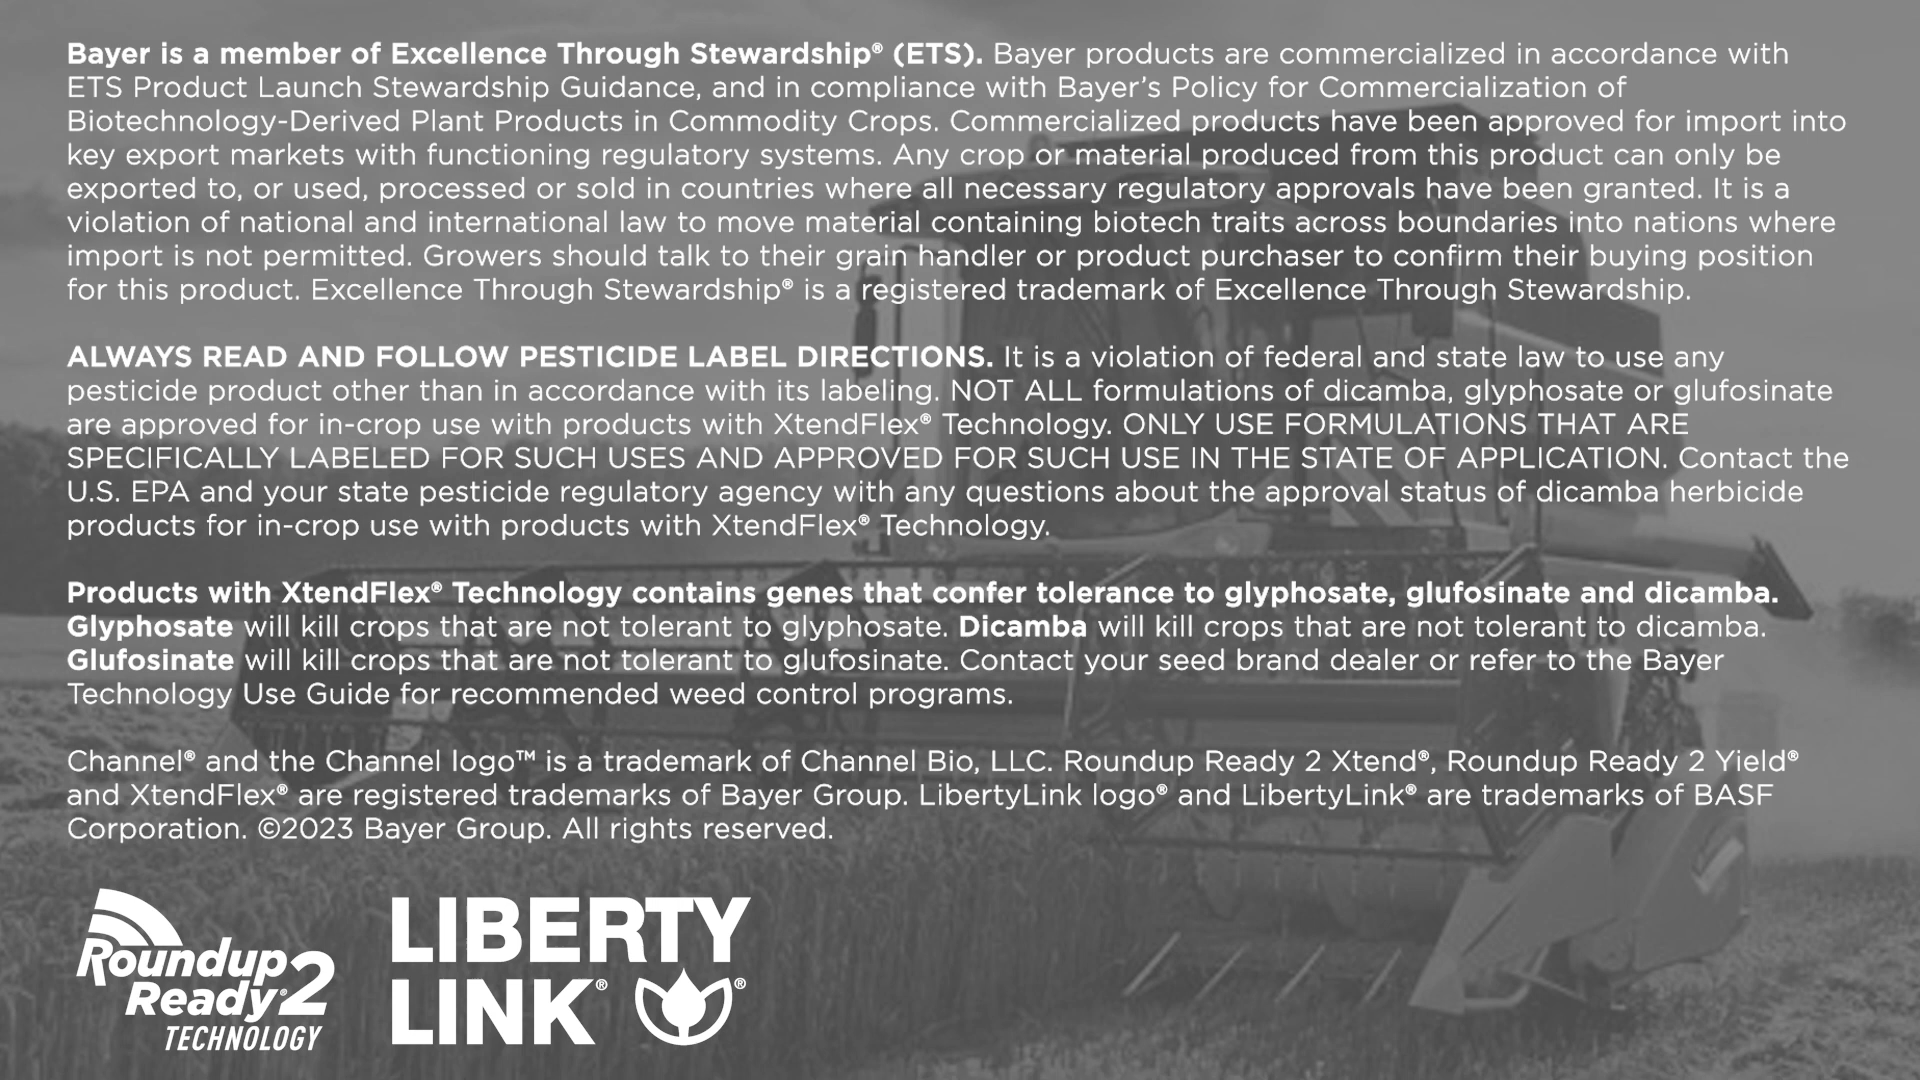 Bayer is a member of Excellence Through Stewardship® (ETS). Bayer products are commercialized in accordance with
ETS Product Launch Stewardship Guidance, and in compliance with Bayer’s Policy for Commercialization of
Biotechnology-Derived Plant Products in Commodity Crops. Commercialized products have been approved for import into
key export markets with functioning regulatory systems. Any crop or material produced from this product can only be
exported to, or used, processed or sold in countries where all necessary regulatory approvals have been granted. It is a
violation of national and international law to move material containing biotech traits across boundaries into nations where
import is not permitted. Growers should talk to their grain handler or product purchaser to confirm their buying position
for this product. Excellence Through Stewardship® is a registered trademark of Excellence Through Stewardship.
ALWAYS READ AND FOLLOW PESTICIDE LABEL DIRECTIONS. It is a violation of federal and state law to use any
pesticide product other than in accordance with its labeling. NOT ALL formulations of dicamba, glyphosate or glufosinate
are approved for in-crop use with products with XtendFlex® Technology. ONLY USE FORMULATIONS THAT ARE
SPECIFICALLY LABELED FOR SUCH USES AND APPROVED FOR SUCH USE IN THE STATE OF APPLICATION. Contact the
U.S. EPA and your state pesticide regulatory agency with any questions about the approval status of dicamba herbicide
products for in-crop use with products with XtendFlex® Technology.
Products with XtendFlex® Technology contains genes that confer tolerance to glyphosate, glufosinate and dicamba.
Glyphosate will kill crops that are not tolerant to glyphosate. Dicamba will kill crops that are not tolerant to dicamba.
Glufosinate will kill crops that are not tolerant to glufosinate. Contact your seed brand dealer or refer to the Bayer
Technology Use Guide for recommended weed control programs.
Channel® and the Channel logo™ is a trademark of Channel Bio, LLC. Roundup Ready 2 Xtend®, Roundup Ready 2 Yield®
and XtendFlex® are registered trademarks of Bayer Group. LibertyLink logo® and LibertyLink® are trademarks of BASF
Corporation. ©2023 Bayer Group. All rights reserved.
Roundup
Ready® 2
TECHNOLOGY
LIBERTY
LINK® ®